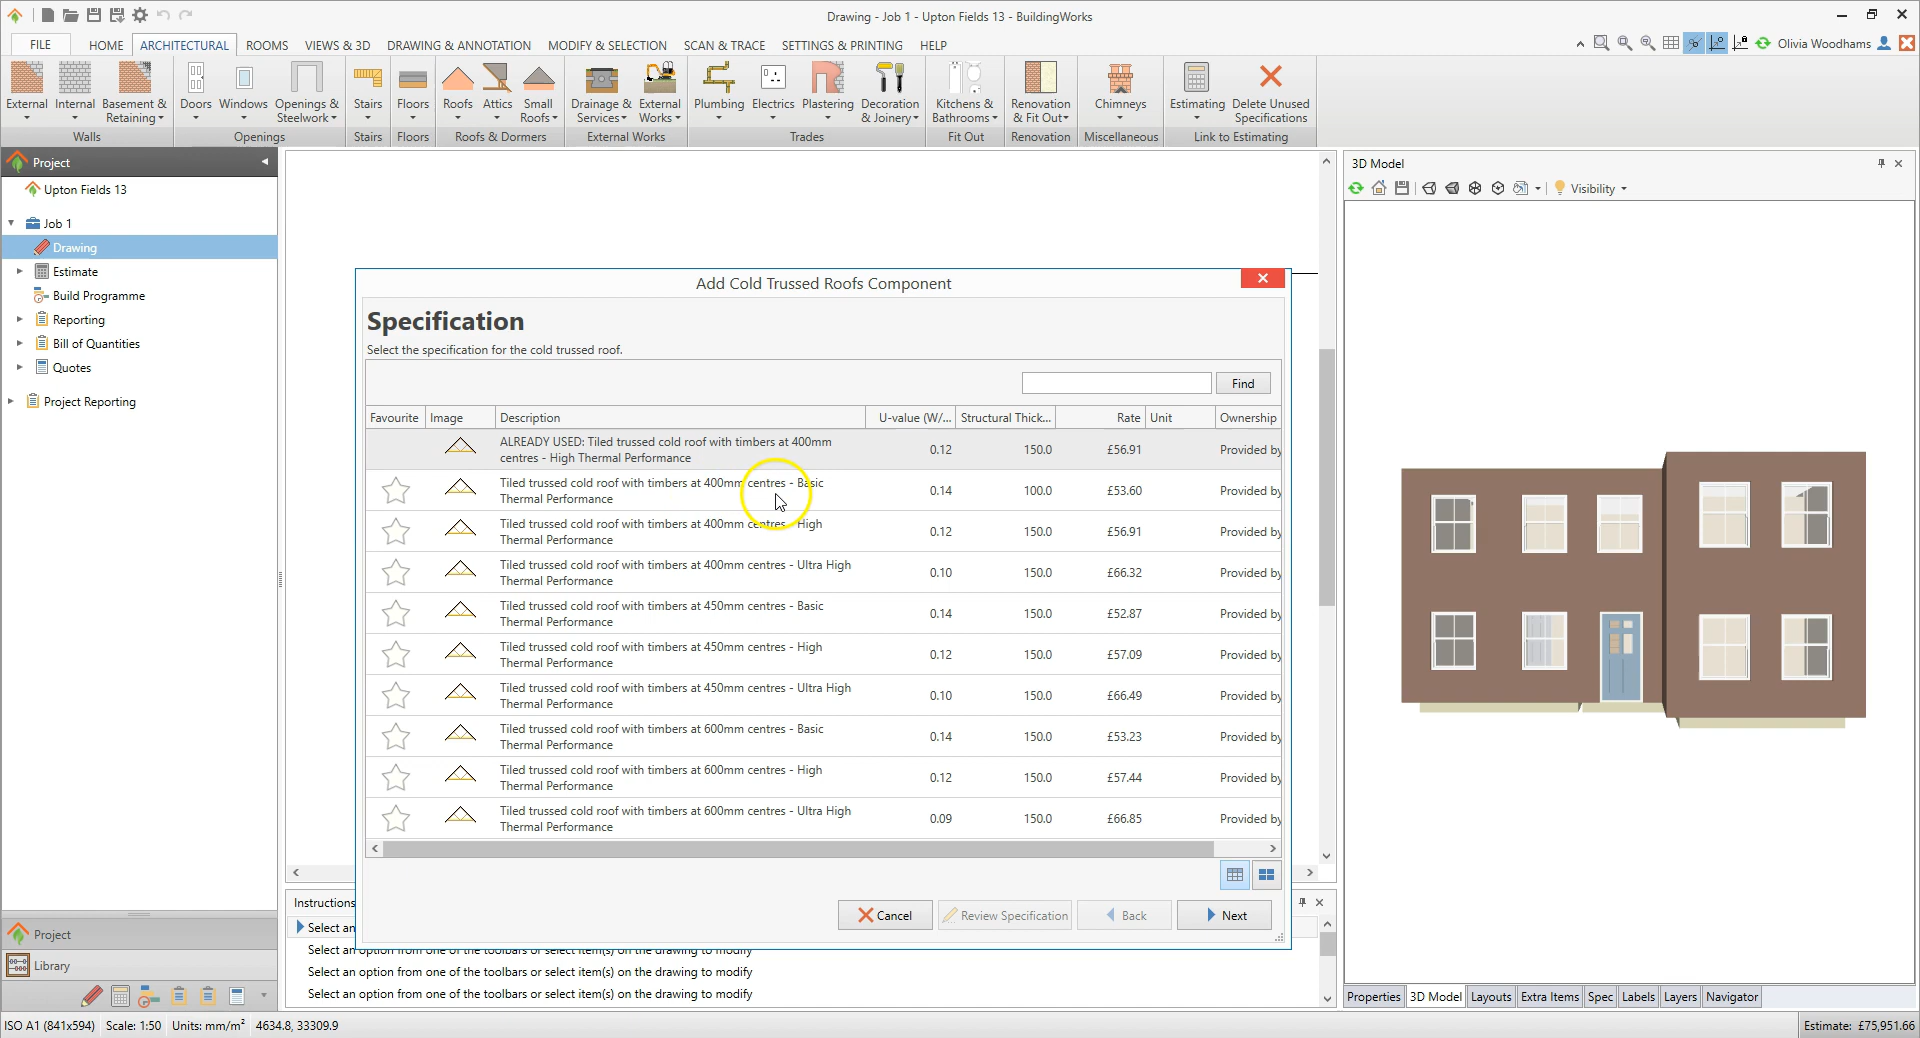 Drawing - Job 1 - Upton Fields 13 - BuildingWorks
FILE HOME ARCHITECTURAL ROOMS VIEWS & 3D DRAWING & ANNOTATION MODIFY & SELECTION SCAN & TRACE SETTINGS & PRINTING HELP Olivia Woodhams
External Internal Basement & Doors Windows Openings & Stairs Floors Roofs Attics Small Drainage & External Plumbing Electrics Plastering Decoration Kitchens & Renovation Chimneys Estimating Delete Unused
Retaining Steelwork Roofs Services Works & Joinery Bathrooms & Fit Out Specifications
Walls Openings Stairs Floors Roofs & Dormers External Works Trades Fit Out Renovation Miscellaneous Link to Estimating
Project
Upton Fields 13
Job 1
Drawing
Estimate
Build Programme
Reporting
Bill of Quantities
Quotes
Project Reporting
Project
Library
Add Cold Trussed Roofs Component
Specification
Select the specification for the cold trussed roof.
Find
Favourite Image Description U-value (W/... Structural Thick... Rate Unit Ownership
ALREADY USED: Tiled trussed cold roof with timbers at 400mm
centres - High Thermal Performance 0.12 150.0 £56.91 Provided by
Tiled trussed cold roof with timbers at 400mm centres - Basic
Thermal Performance 0.14 100.0 £53.60 Provided by
Tiled trussed cold roof with timbers at 400mm centres - High
Thermal Performance 0.12 150.0 £56.91 Provided by
Tiled trussed cold roof with timbers at 400mm centres - Ultra High
Thermal Performance 0.10 150.0 £66.32 Provided by
Tiled trussed cold roof with timbers at 450mm centres - Basic
Thermal Performance 0.14 150.0 £52.87 Provided by
Tiled trussed cold roof with timbers at 450mm centres - High
Thermal Performance 0.12 150.0 £57.09 Provided by
Tiled trussed cold roof with timbers at 450mm centres - Ultra High
Thermal Performance 0.10 150.0 £66.49 Provided by
Tiled trussed cold roof with timbers at 600mm centres - Basic
Thermal Performance 0.14 150.0 £53.23 Provided by
Tiled trussed cold roof with timbers at 600mm centres - High
Thermal Performance 0.12 150.0 £57.44 Provided by
Tiled trussed cold roof with timbers at 600mm centres - Ultra High
Thermal Performance 0.09 150.0 £66.85 Provided by
Cancel Review Specification Back Next
Instructions
Select an
Select an option from one of the toolbars or select item(s) on the drawing to modify
Select an option from one of the toolbars or select item(s) on the drawing to modify
Select an option from one of the toolbars or select item(s) on the drawing to modify
3D Model
Visibility
Properties 3D Model Layouts Extra Items Spec Labels Layers Navigator
ISO A1 (841x594) Scale: 1:50 Units: mm/m² 4634.8, 33309.9 Estimate: £75,951.66